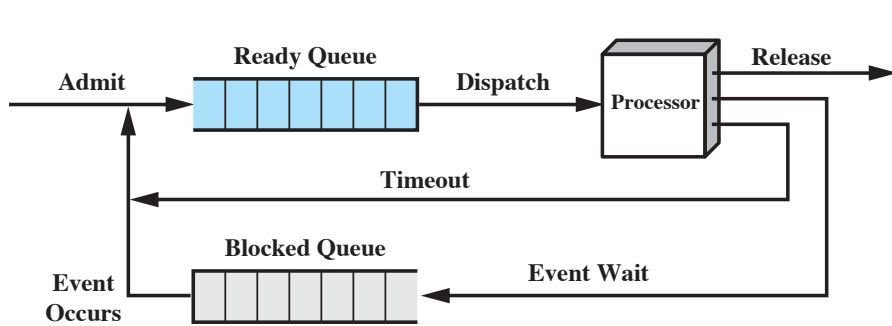 Ready Queue
Release
Admit
Dispatch
Processor
Timeout
Blocked Queue
Event Wait
Event
Occurs